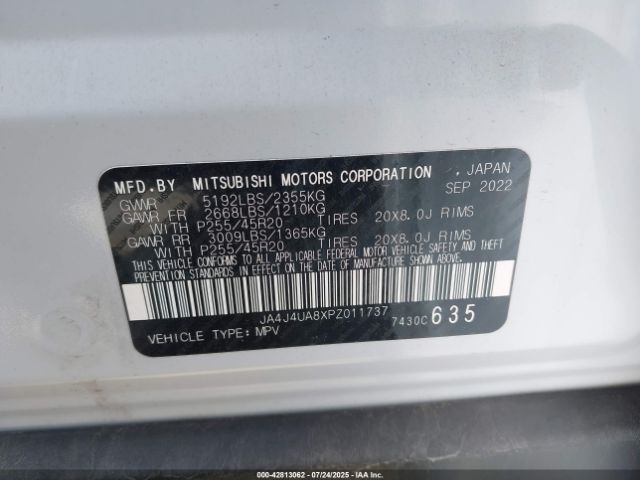 MFD.BY MITSUBISHI MOTORS CORPORATION , JAPAN
SEP 2022
GVWR 5192LBS/2355KG
GAWR FR 2668LBS/1210KG
WITH P255/45R20 TIRES 20X8.0J RIMS
GAWR RR 3009LBS/1365KG
WITH P255/45R20 TIRES 20X8.0J RIMS
THIS VEHICLE CONFORMS TO ALL APPLICABLE FEDERAL MOTOR VEHICLE SAFETY AND THEFT
PREVENTION STANDARDS IN EFFECT ON THE DATE OF MANUFACTURE SHOWN ABOVE.
JA4J4UA8XPZ011737
VEHICLE TYPE: MPV 7430C 635
000-42813062 - 07/24/2025 - IAAI.com